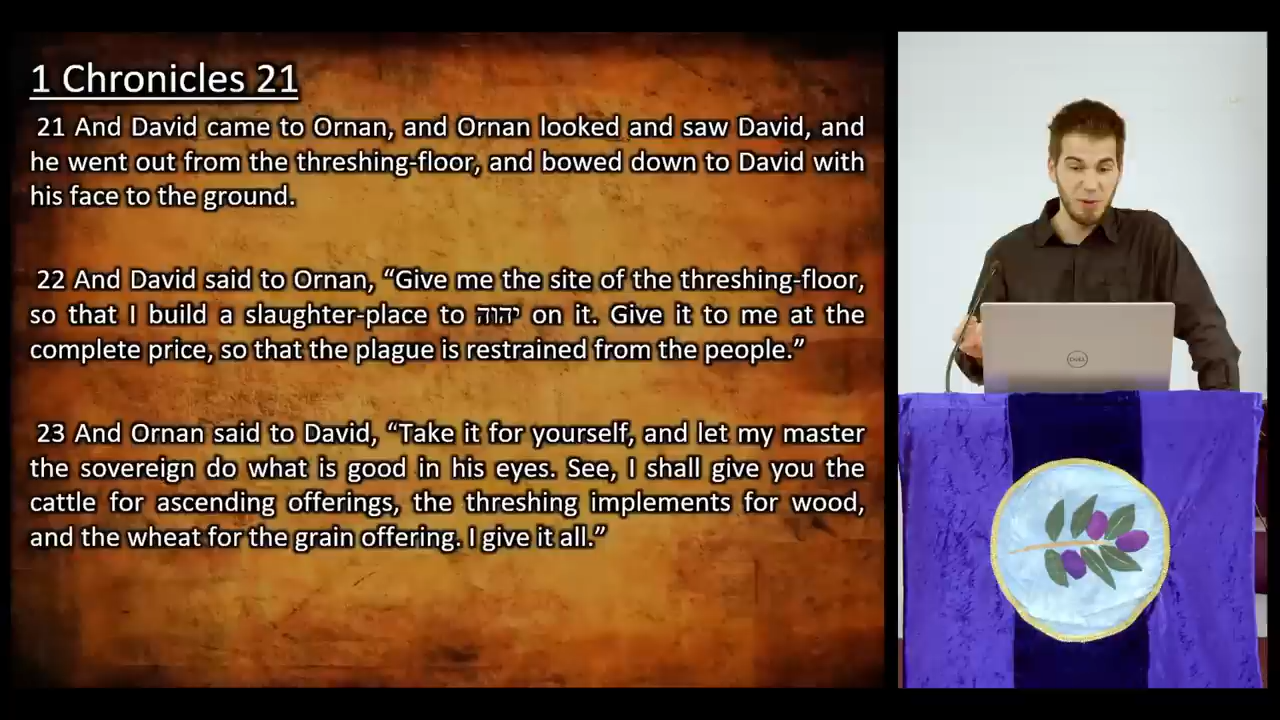 1 Chronicles 21
21 And David came to Ornan, and Ornan looked and saw David, and
he went out from the threshing-floor, and bowed down to David with
his face to the ground.
22 And David said to Ornan, “Give me the site of the threshing-floor,
so that I build a slaughter-place to יהוה on it. Give it to me at the
complete price, so that the plague is restrained from the people.”
23 And Ornan said to David, “Take it for yourself, and let my master
the sovereign do what is good in his eyes. See, I shall give you the
cattle for ascending offerings, the threshing implements for wood,
and the wheat for the grain offering. I give it all.”
DELL